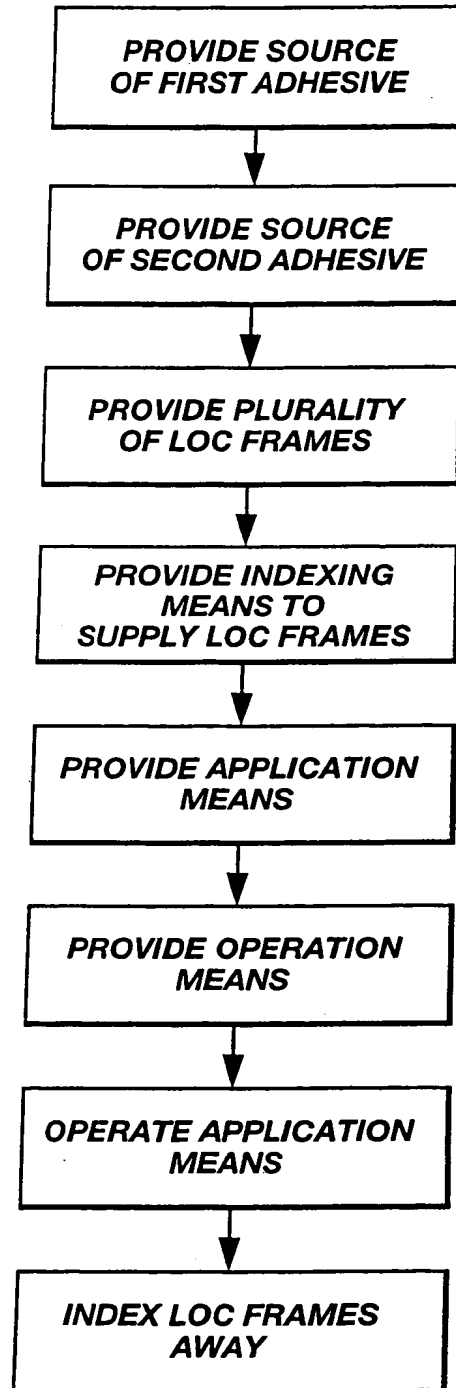 PROVIDE SOURCE
OF FIRST ADHESIVE
PROVIDE SOURCE
OF SECOND ADHESIVE
PROVIDE PLURALITY
OF LOC FRAMES
PROVIDE INDEXING
MEANS TO
SUPPLY LOC FRAMES
PROVIDE APPLICATION
MEANS
PROVIDE OPERATION
MEANS
OPERATE APPLICATION
MEANS
INDEX LOC FRAMES
AWAY